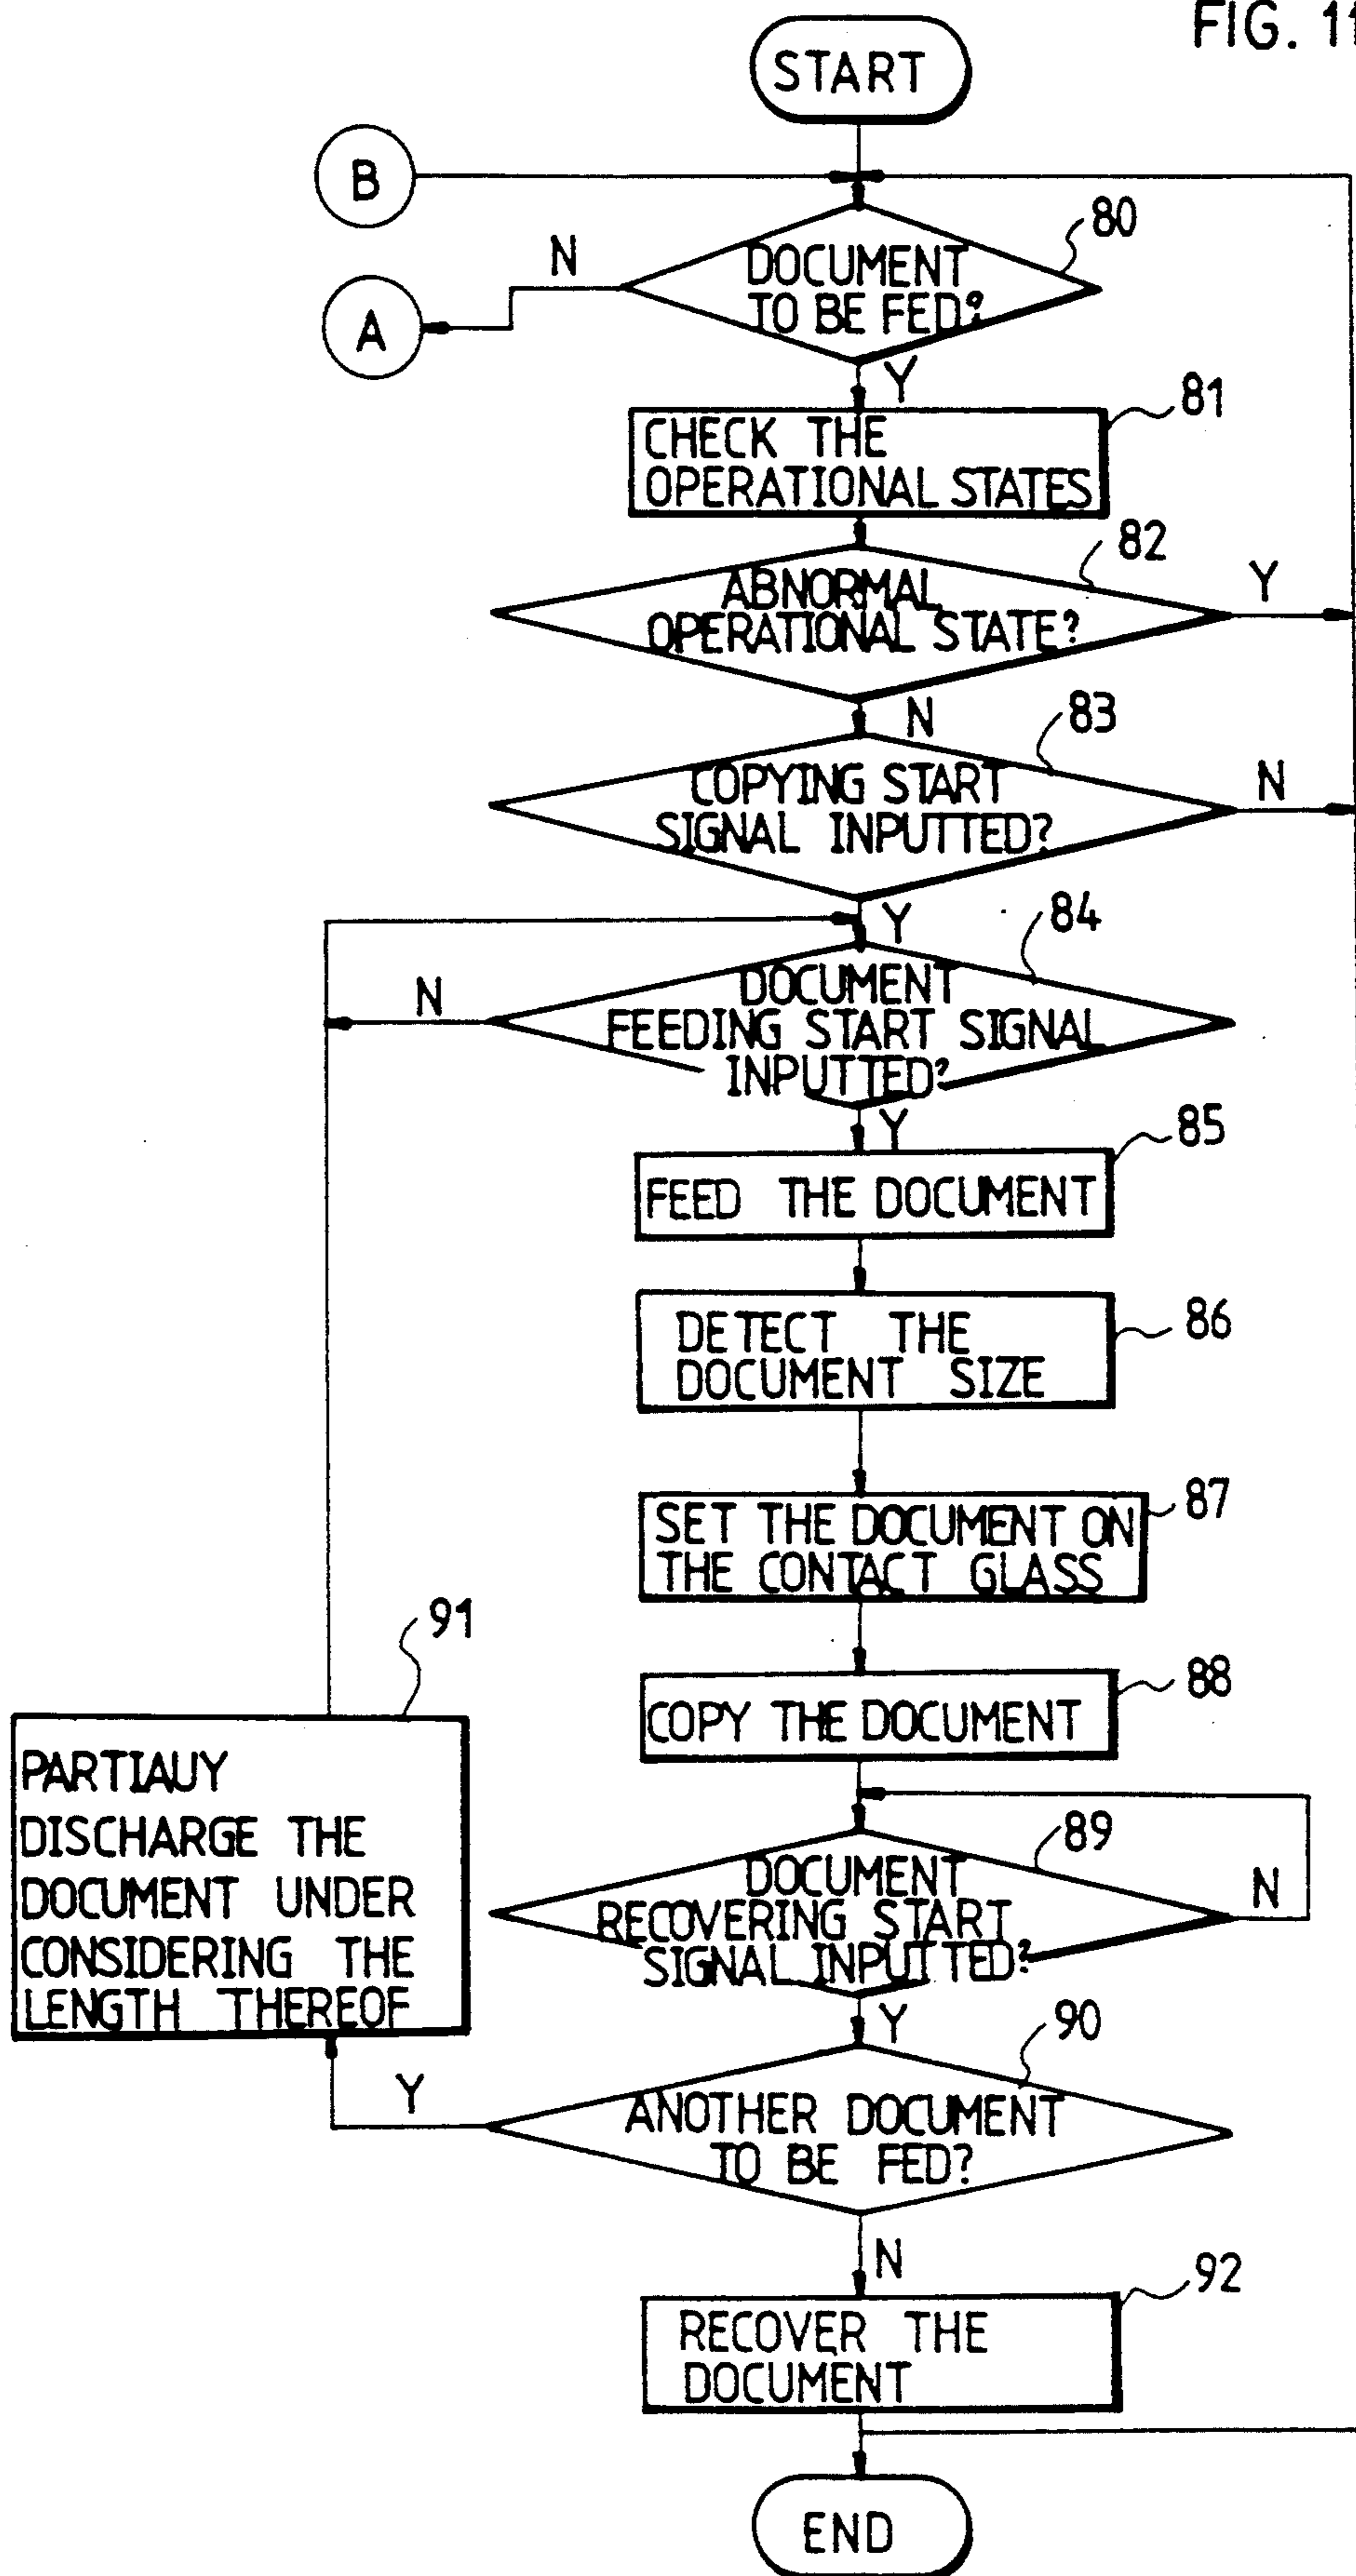 FIG. 11
START
B
80
N
DOCUMENT
TO BE FED?
A
Y
81
CHECK THE
OPERATIONAL STATES
82
ABNORMAL
OPERATIONAL STATE?
Y
N
83
COPYING START
SIGNAL INPUTTED?
N
Y
84
DOCUMENT
FEEDING START SIGNAL
INPUTTED?
N
Y
85
FEED THE DOCUMENT
86
DETECT THE
DOCUMENT SIZE
87
SET THE DOCUMENT ON
THE CONTACT GLASS
91
88
COPY THE DOCUMENT
PARTIAUY
DISCHARGE THE
DOCUMENT UNDER
CONSIDERING THE
LENGTH THEREOF
89
DOCUMENT
RECOVERING START
SIGNAL INPUTTED?
N
Y
90
Y
ANOTHER DOCUMENT
TO BE FED?
N
92
RECOVER THE
DOCUMENT
END